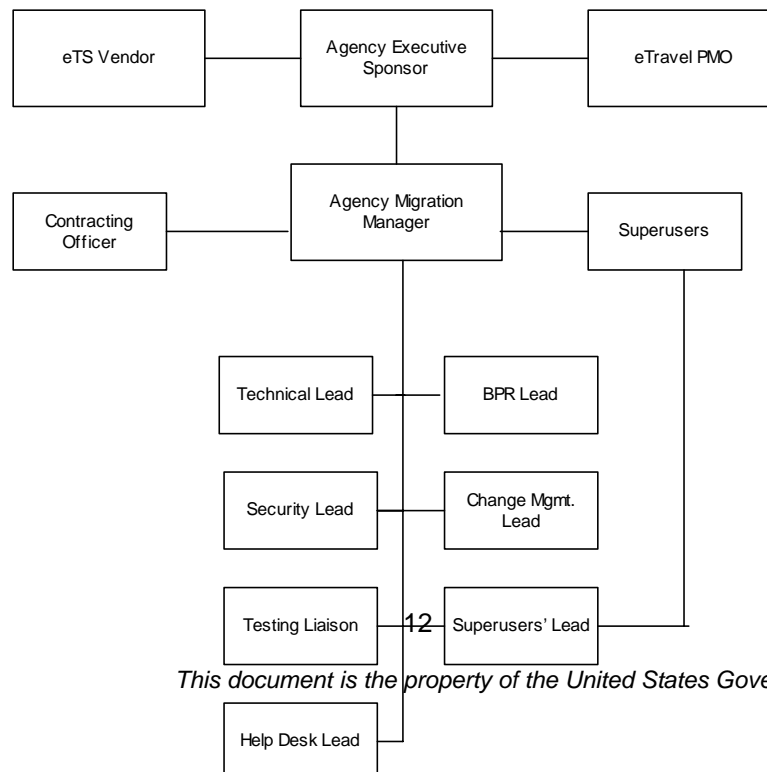 eTS Vendor
Agency Executive
Sponsor
eTravel PMO
Contracting
Officer
Agency Migration
Manager
Superusers
Technical Lead
BPR Lead
Security Lead
Change Mgmt.
Lead
Testing Liaison
12
Superusers' Lead
This document is the property of the United States Gove
Help Desk Lead